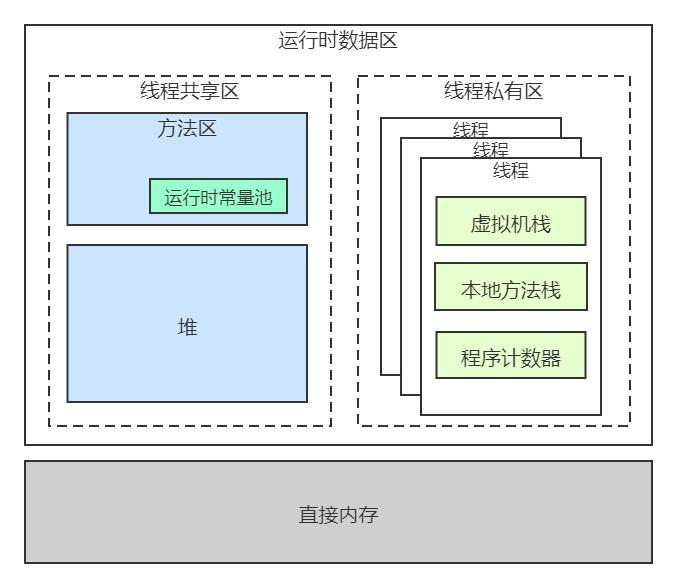 运行时数据区
线程共享区
方法区
运行时常量池
堆
线程私有区
线程
线程
线程
虚拟机栈
本地方法栈
程序计数器
直接内存